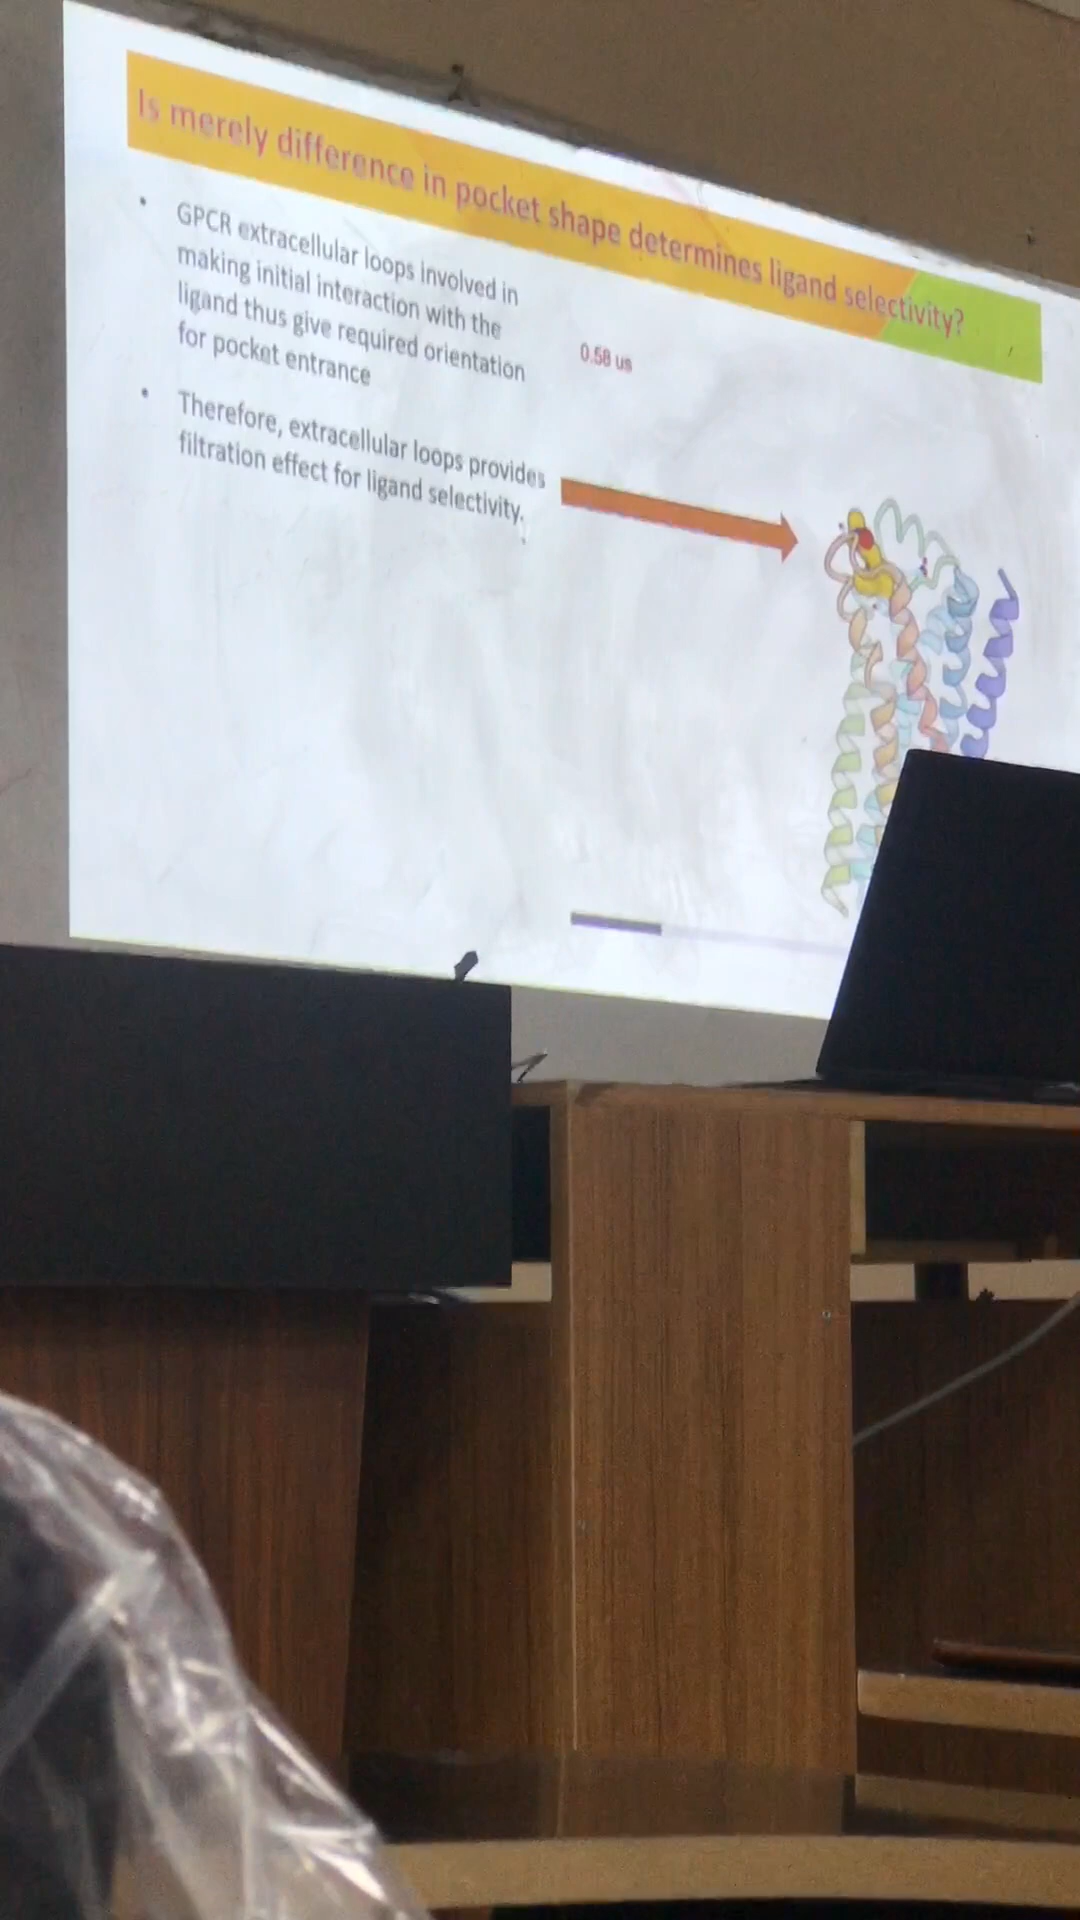 Is merely difference in pocket shape determines ligand selectivity?
• GPCR extracellular loops involved in
making initial interaction with the
ligand thus give required orientation
for pocket entrance
• Therefore, extracellular loops provides
filtration effect for ligand selectivity.
0.58 us